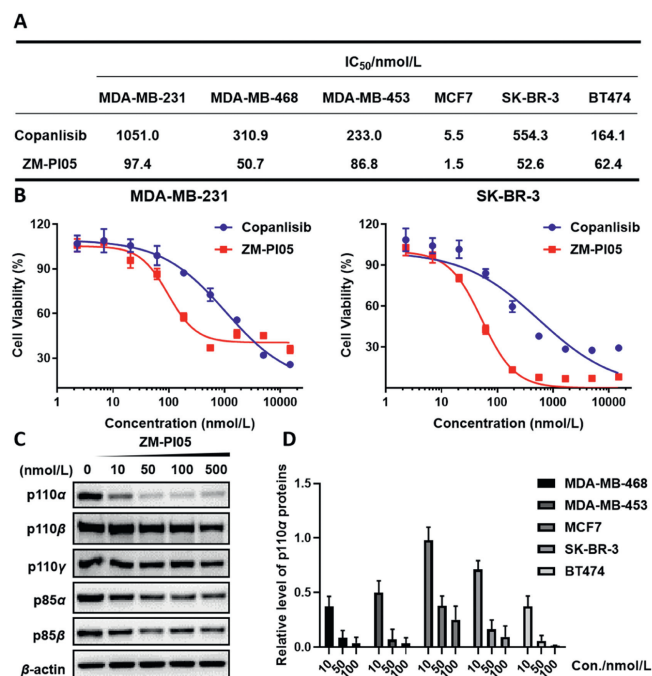 A
IC50/nmol/L
MDA-MB-231 MDA-MB-468 MDA-MB-453 MCF7 SK-BR-3 BT474
Copanlisib 1051.0 310.9 233.0 5.5 554.3 164.1
ZM-PI05 97.4 50.7 86.8 1.5 52.6 62.4
B
MDA-MB-231
Cell Viability (%)
120
90
60
30
Copanlisib
ZM-PI05
1 10 100 1000 10000
Concentration (nmol/L)
SK-BR-3
Cell Viability (%)
120
90
60
30
Copanlisib
ZM-PI05
1 10 100 1000 10000
Concentration (nmol/L)
C
ZM-PI05
(nmol/L) 0 10 50 100 500
p110α
p110β
p110γ
p85α
p85β
β-actin
D
Relative level of p110α proteins
1.5
1.0
0.5
0.0
MDA-MB-468
MDA-MB-453
MCF7
SK-BR-3
BT474
10 50 100 10 50 100 10 50 100 10 50 100 10 50 100 Con./nmol/L